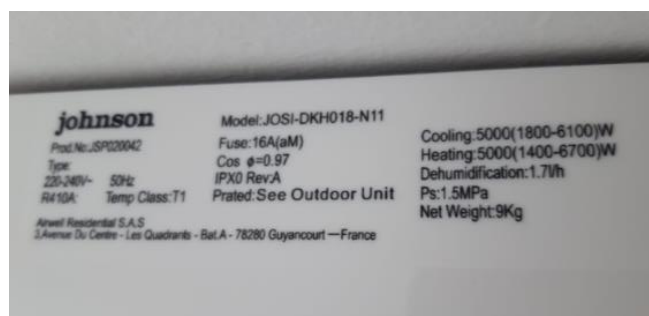 johnson
Prod.No:JSP020042
Type:
220-240V~ 50Hz
R410A: Temp Class:T1
Model:JOSI-DKH018-N11
Fuse:16A(aM)
Cos ϕ=0.97
IPX0 Rev:A
Prated:See Outdoor Unit
Cooling:5000(1800-6100)W
Heating:5000(1400-6700)W
Dehumidification:1.7l/h
Ps:1.5MPa
Net Weight:9Kg
Airwell Residential S.A.S
3,Avenue Du Centre - Les Quadrants - Bat.A - 78280 Guyancourt —France